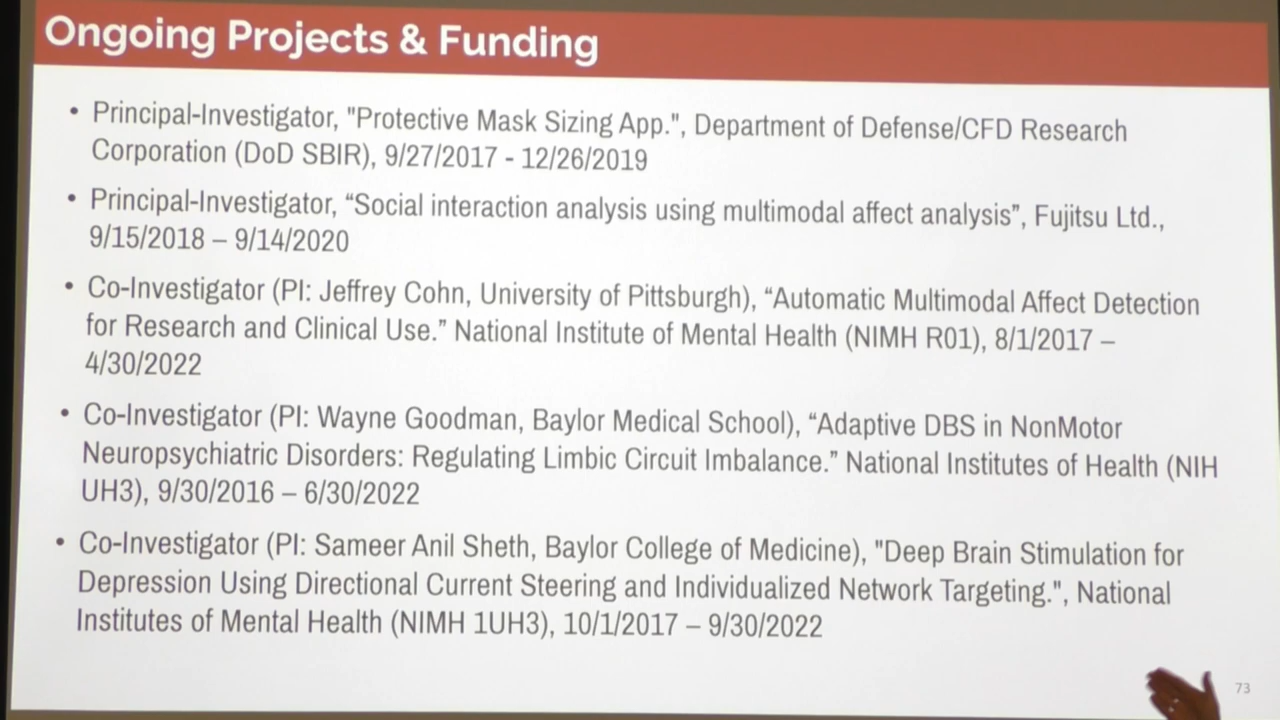 Ongoing Projects & Funding
• Principal-Investigator, "Protective Mask Sizing App.", Department of Defense/CFD Research
Corporation (DoD SBIR), 9/27/2017 - 12/26/2019
• Principal-Investigator, “Social interaction analysis using multimodal affect analysis”, Fujitsu Ltd.,
9/15/2018 – 9/14/2020
• Co-Investigator (PI: Jeffrey Cohn, University of Pittsburgh), “Automatic Multimodal Affect Detection
for Research and Clinical Use.” National Institute of Mental Health (NIMH R01), 8/1/2017 –
4/30/2022
• Co-Investigator (PI: Wayne Goodman, Baylor Medical School), “Adaptive DBS in NonMotor
Neuropsychiatric Disorders: Regulating Limbic Circuit Imbalance.” National Institutes of Health (NIH
UH3), 9/30/2016 – 6/30/2022
• Co-Investigator (PI: Sameer Anil Sheth, Baylor College of Medicine), "Deep Brain Stimulation for
Depression Using Directional Current Steering and Individualized Network Targeting.", National
Institutes of Mental Health (NIMH 1UH3), 10/1/2017 – 9/30/2022
73